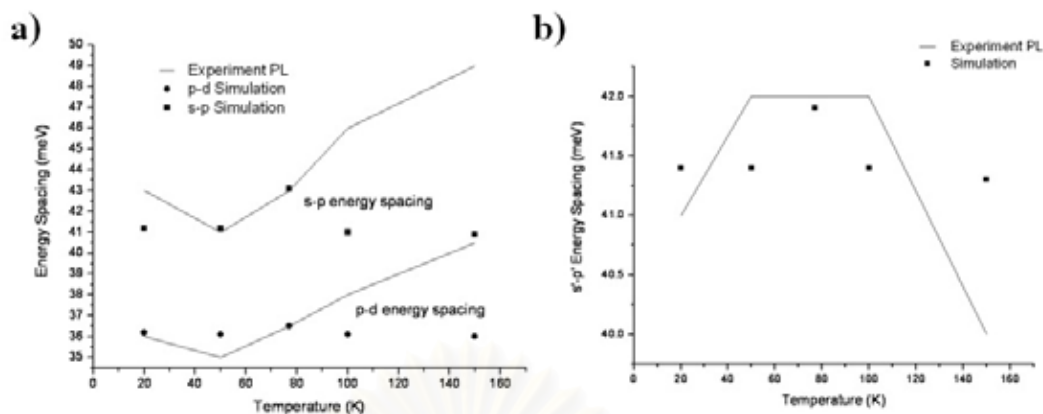 a)
50
49
48
47
46
45
44
43
42
41
40
39
38
37
36
35
Energy Spacing (meV)
Experiment PL
p-d Simulation
s-p Simulation
s-p energy spacing
p-d energy spacing
0 20 40 60 80 100 120 140 160
Temperature (K)
b)
Experiment PL
Simulation
42.0
41.5
41.0
40.5
40.0
s'-p' Energy Spacing (meV)
0 20 40 60 80 100 120 140 160
Temperature (K)